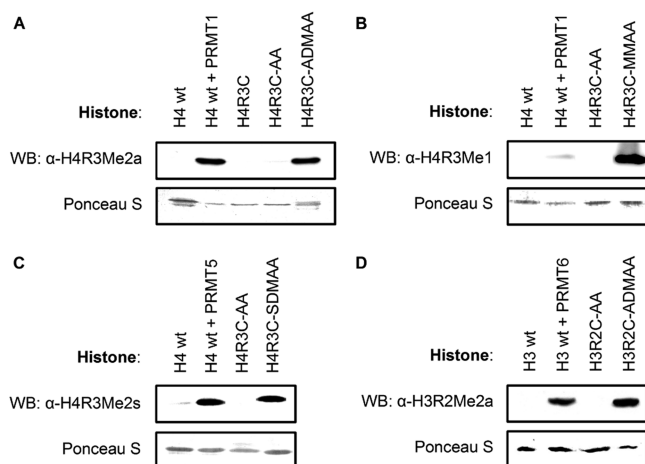 A
H4 wt
H4 wt + PRMT1
H4R3C
H4R3C-AA
H4R3C-ADMAA
Histone:
WB: α-H4R3Me2a
Ponceau S
B
H4 wt
H4 wt + PRMT1
H4R3C-AA
H4R3C-MMAA
Histone:
WB: α-H4R3Me1
Ponceau S
C
H4 wt
H4 wt + PRMT5
H4R3C-AA
H4R3C-SDMAA
Histone:
WB: α-H4R3Me2s
Ponceau S
D
H3 wt
H3 wt + PRMT6
H3R2C-AA
H3R2C-ADMAA
Histone:
WB: α-H3R2Me2a
Ponceau S